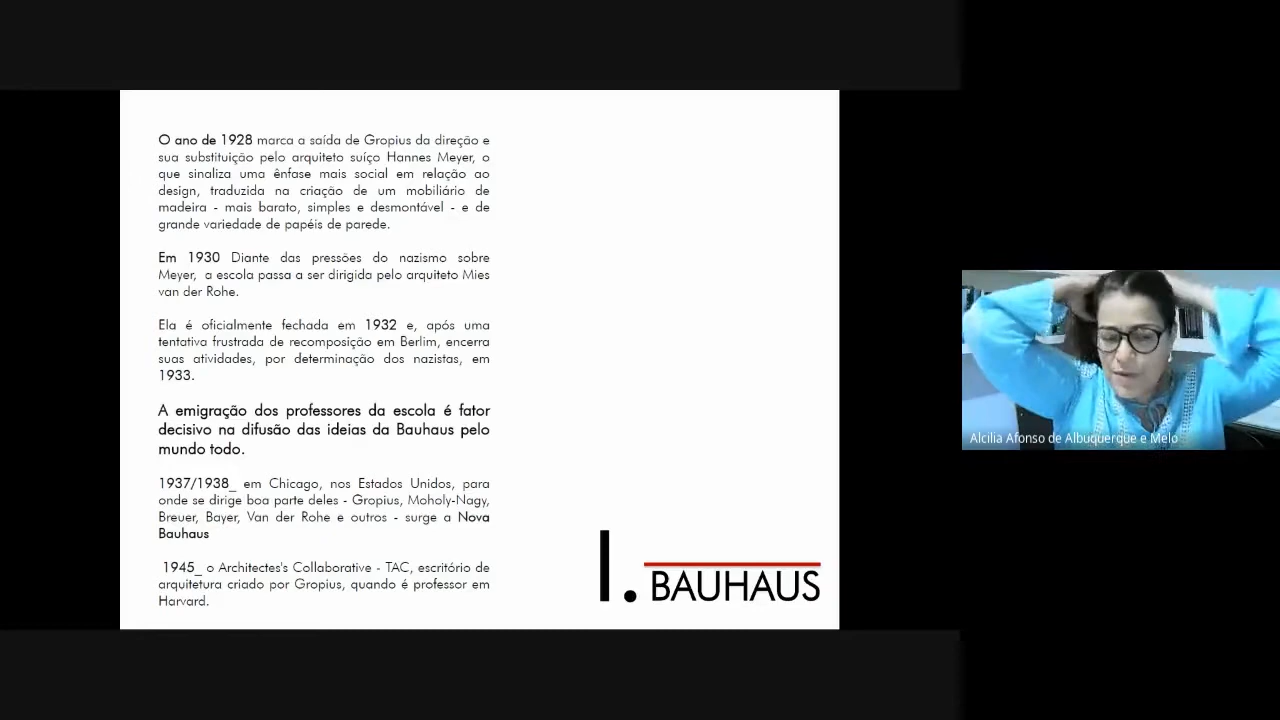 O ano de 1928 marca a saída de Gropius da direção e
sua substituição pelo arquiteto suíço Hannes Meyer, o
que sinaliza uma ênfase mais social em relação ao
design, traduzida na criação de um mobiliário de
madeira - mais barato, simples e desmontável - e de
grande variedade de papéis de parede.
Em 1930 Diante das pressões do nazismo sobre
Meyer, a escola passa a ser dirigida pelo arquiteto Mies
van der Rohe.
Ela é oficialmente fechada em 1932 e, após uma
tentativa frustrada de recomposição em Berlim, encerra
suas atividades, por determinação dos nazistas, em
1933.
A emigração dos professores da escola é fator
decisivo na difusão das ideias da Bauhaus pelo
mundo todo.
1937/1938_ em Chicago, nos Estados Unidos, para
onde se dirige boa parte deles - Gropius, Moholy-Nagy,
Breuer, Bayer, Van der Rohe e outros - surge a Nova
Bauhaus
1945_ o Architectes's Collaborative - TAC, escritório de
arquitetura criado por Gropius, quando é professor em
Harvard.
I. BAUHAUS
Alcilia Afonso de Albuquerque e Melo